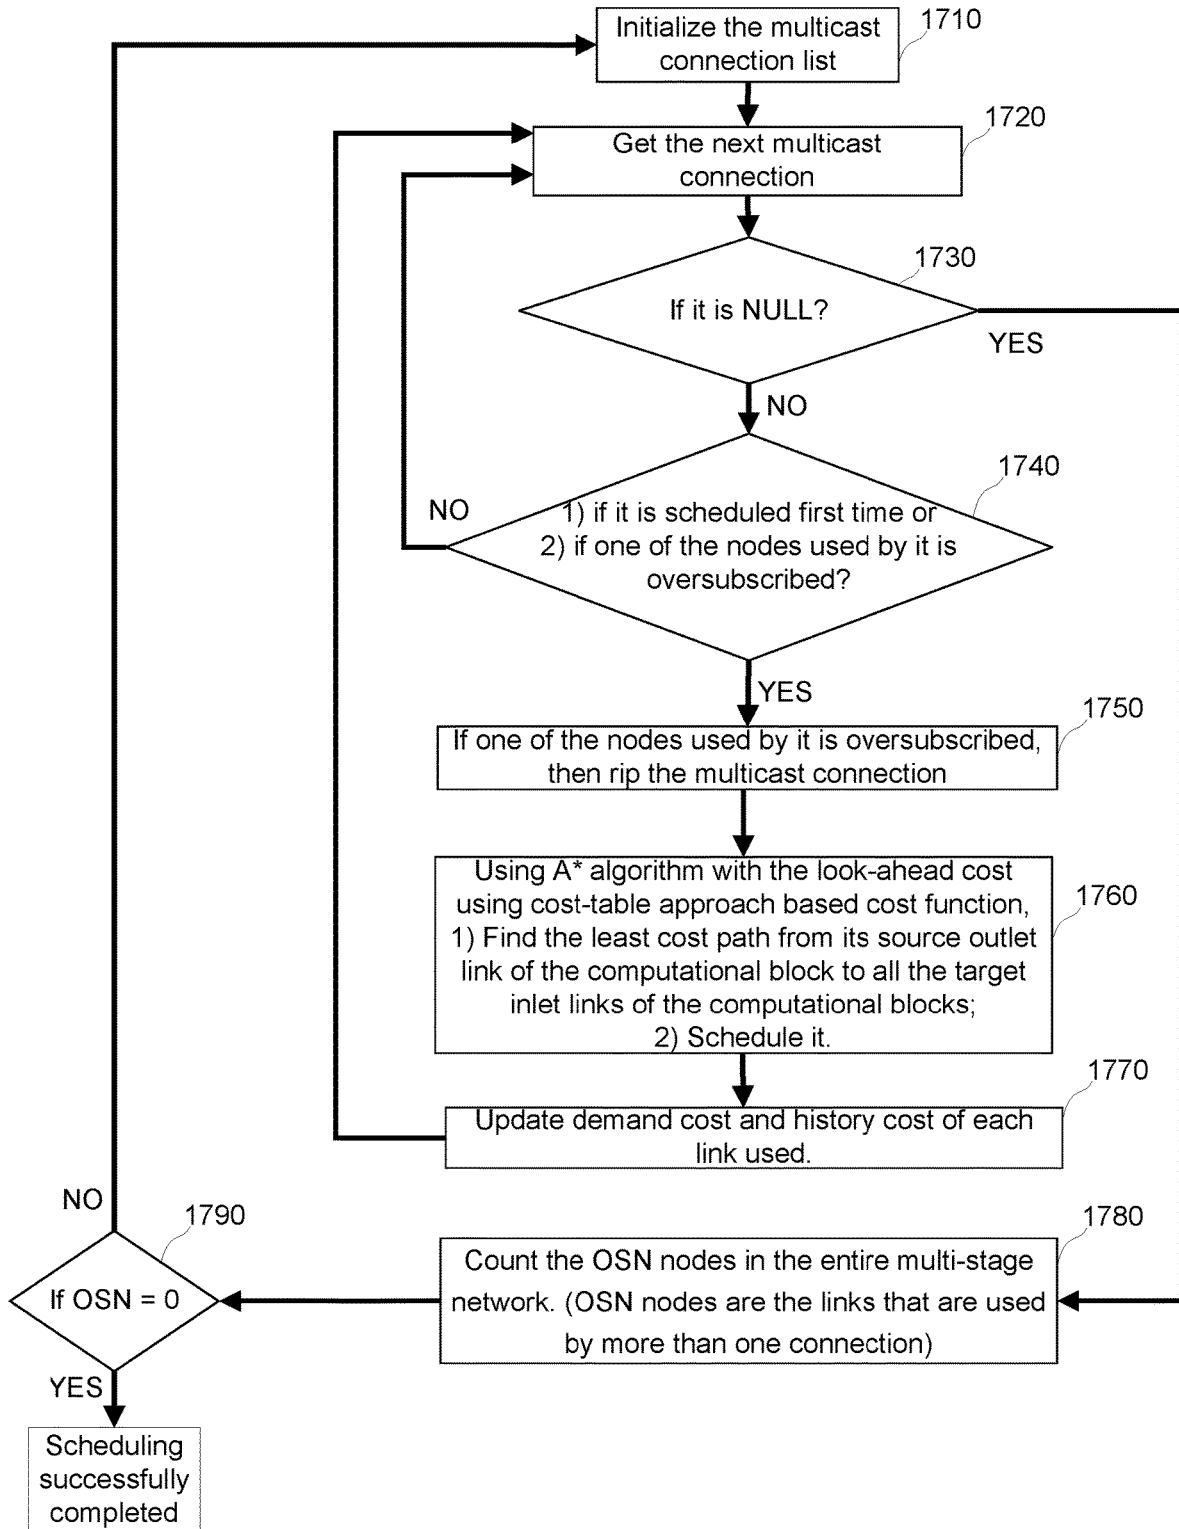 Initialize the multicast
connection list
1710
Get the next multicast
connection
1720
If it is NULL?
1730
YES
NO
1) if it is scheduled first time or
2) if one of the nodes used by it is
oversubscribed?
1740
NO
YES
If one of the nodes used by it is oversubscribed,
then rip the multicast connection
1750
Using A* algorithm with the look-ahead cost
using cost-table approach based cost function,
1) Find the least cost path from its source outlet
link of the computational block to all the target
inlet links of the computational blocks;
2) Schedule it.
1760
Update demand cost and history cost of each
link used.
1770
Count the OSN nodes in the entire multi-stage
network. (OSN nodes are the links that are used
by more than one connection)
1780
NO
1790
If OSN = 0
YES
Scheduling
successfully
completed